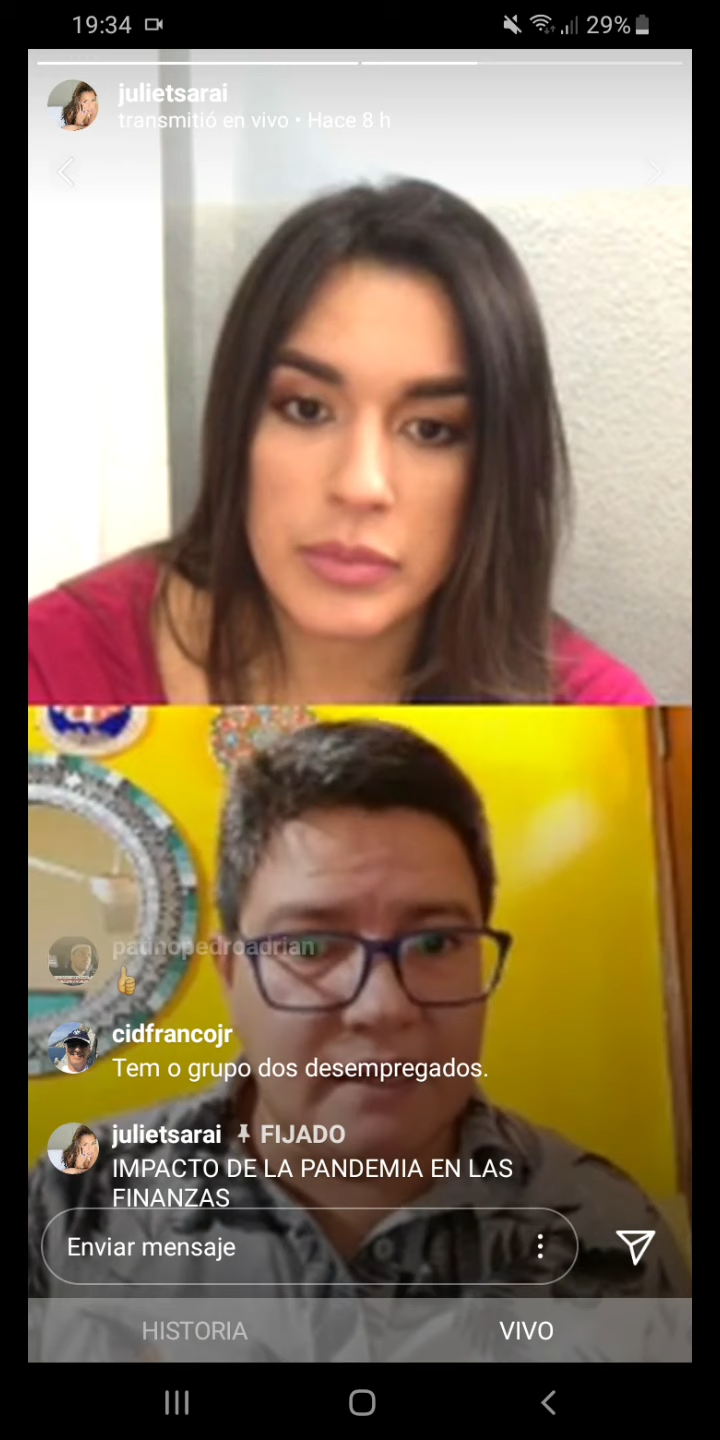 19:34 29%
julietsarai
transmitió en vivo • Hace 8 h
patinopedroadrian
👍
cidfrancojr
Tem o grupo dos desempregados.
julietsarai FIJADO
IMPACTO DE LA PANDEMIA EN LAS
FINANZAS
Enviar mensaje
HISTORIA VIVO